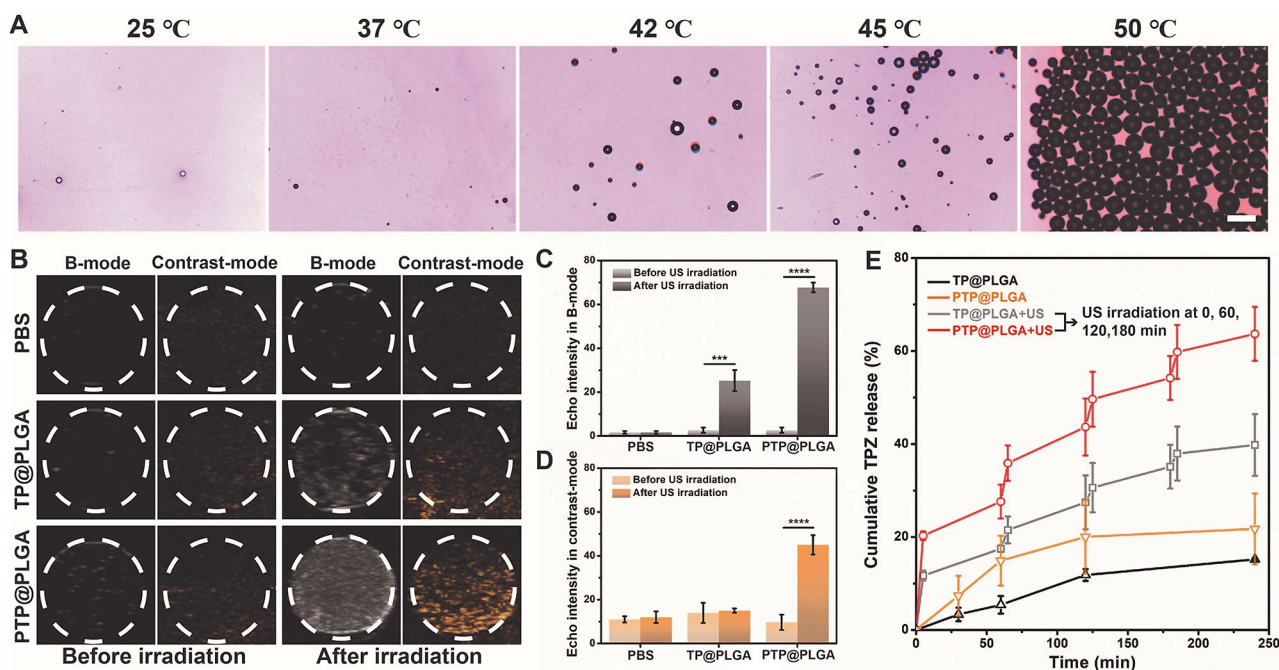 A
25 °C
37 °C
42 °C
45 °C
50 °C
B
B-mode
Contrast-mode
B-mode
Contrast-mode
PBS
TP@PLGA
PTP@PLGA
Before irradiation
After irradiation
C
Echo intensity in B-mode
80
60
40
20
0
Before US irradiation
After US irradiation
***
****
PBS
TP@PLGA
PTP@PLGA
D
Echo intensity in contrast-mode
80
60
40
20
0
Before US irradiation
After US irradiation
****
PBS
TP@PLGA
PTP@PLGA
E
Cumulative TPZ release (%)
80
60
40
20
0
TP@PLGA
PTP@PLGA
TP@PLGA+US
PTP@PLGA+US
US irradiation at 0, 60,
120,180 min
0
50
100
150
200
250
Time (min)